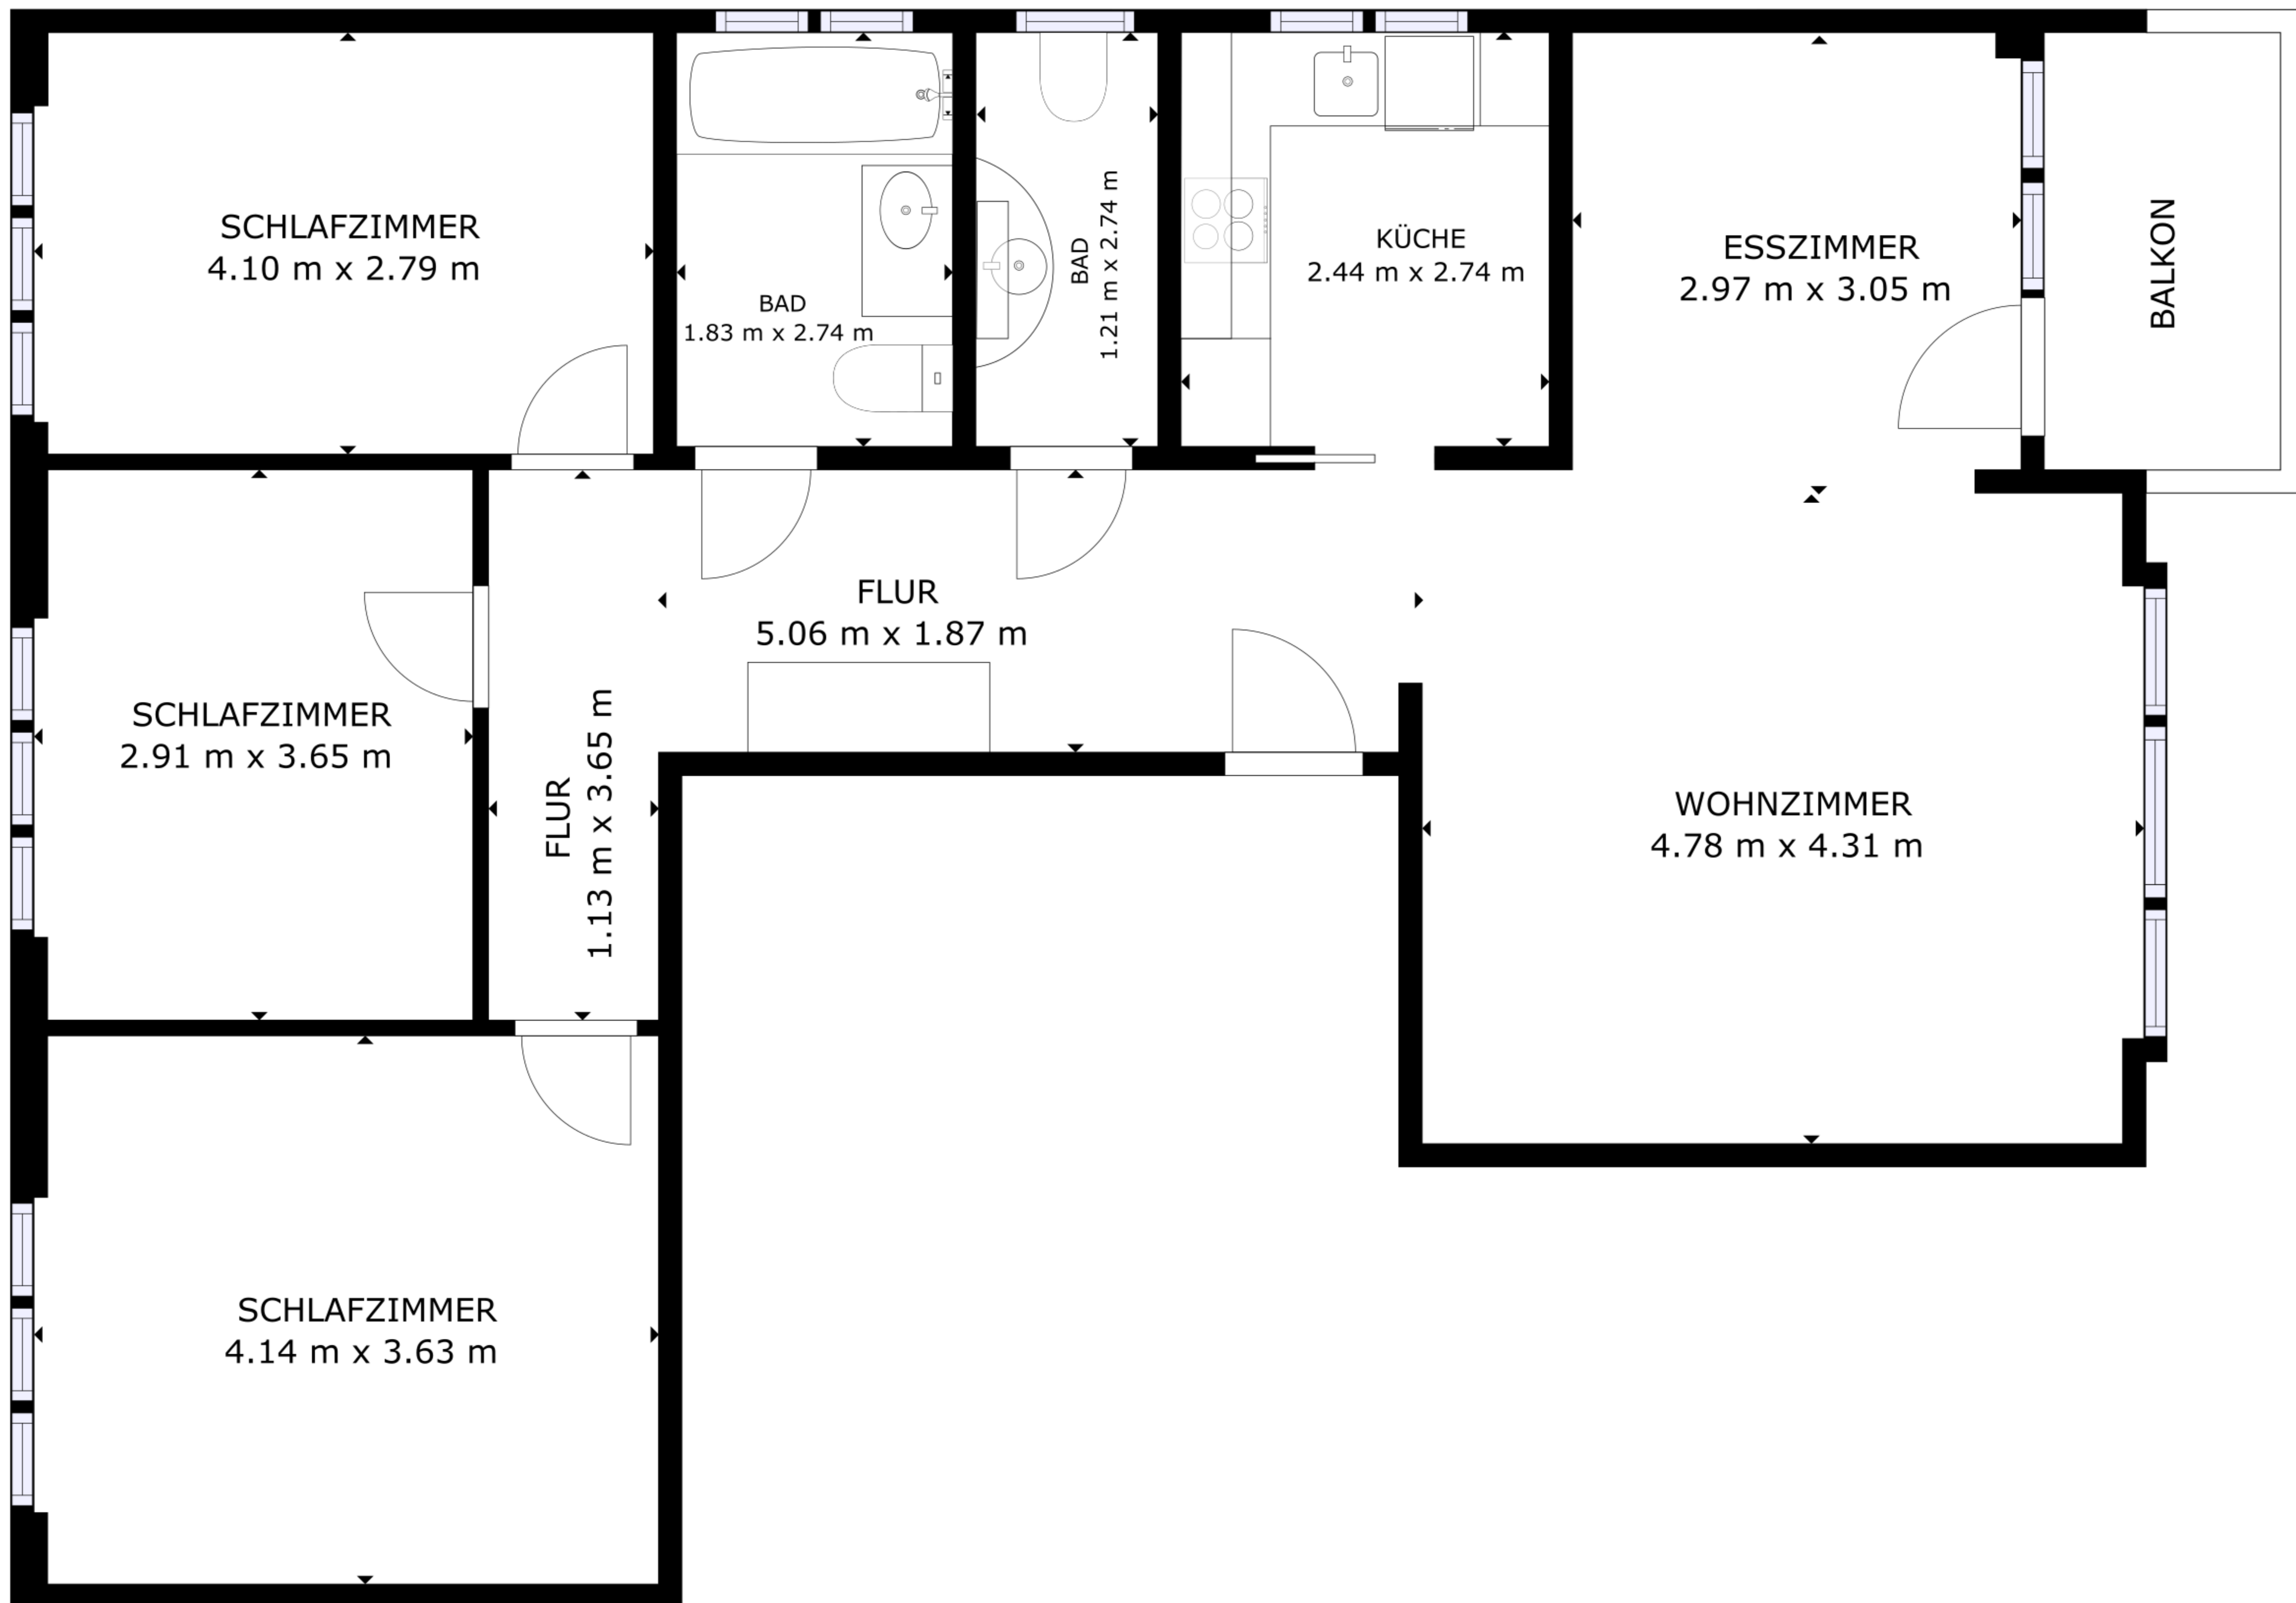 SCHLAFZIMMER
4.10 m x 2.79 m
BAD
1.83 m x 2.74 m
BAD
1.21 m x 2.74 m
KÜCHE
2.44 m x 2.74 m
ESSZIMMER
2.97 m x 3.05 m
BALKON
FLUR
5.06 m x 1.87 m
SCHLAFZIMMER
2.91 m x 3.65 m
FLUR
1.13 m x 3.65 m
WOHNZIMMER
4.78 m x 4.31 m
SCHLAFZIMMER
4.14 m x 3.63 m